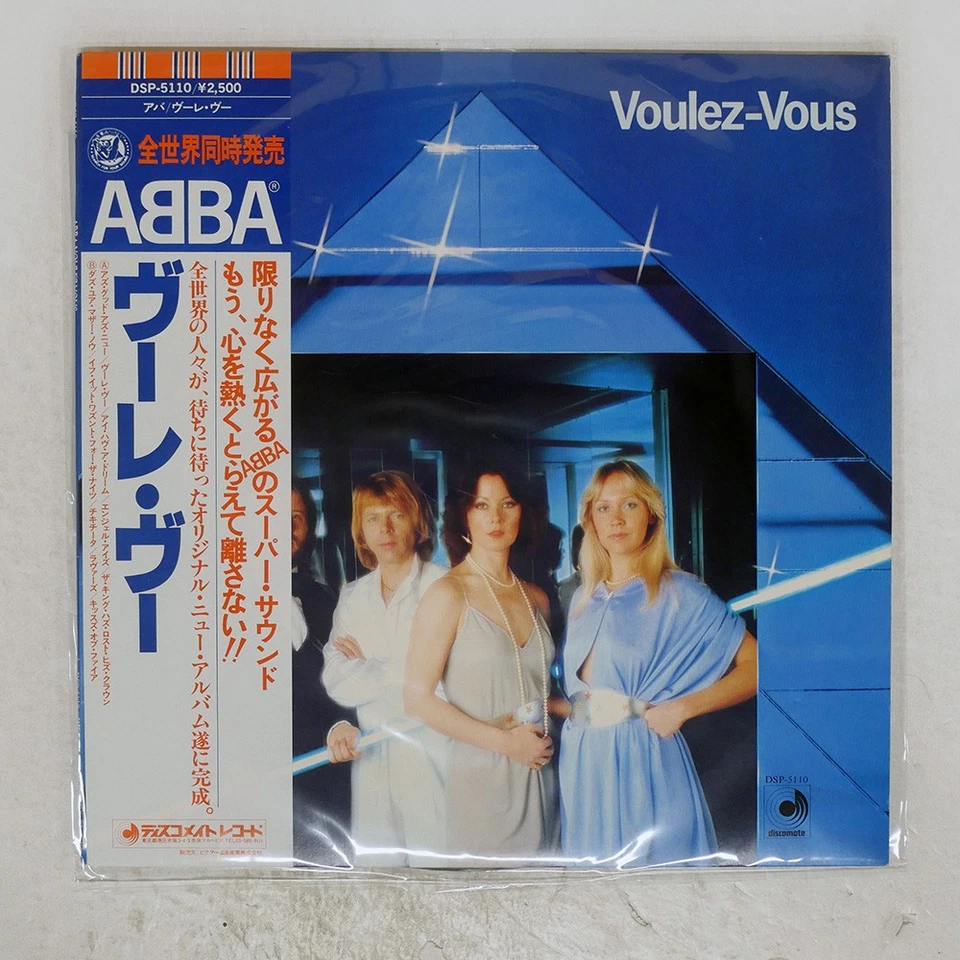 DSP-5110/¥2,500
アバ/ヴーレ・ヴー
全世界同時発売
ABBA®
限りなく広がるABBAのスーパー・サウンド
もう、心を熱くとらえて離さない!!
全世界の人々が、待ちに待ったオリジナル・ニュー・アルバム遂に完成。
ヴーレ・ヴー
Ⓐアズ・グッド・アズ・ニュー/ヴーレ・ヴー/アイ・ハヴ・ア・ドリーム/エンジェル・アイズ/ザ・キング・ハズ・ロスト・ヒズ・クラウン
Ⓑダズ・ユア・マザー・ノウ/イフ・イット・ワズント・フォー・ザ・ナイツ/チキチータ/ラヴァーズ/キッスズ・オブ・ファイア
ディスコメイト レコード
Voulez-Vous
DSP-5110
discomate